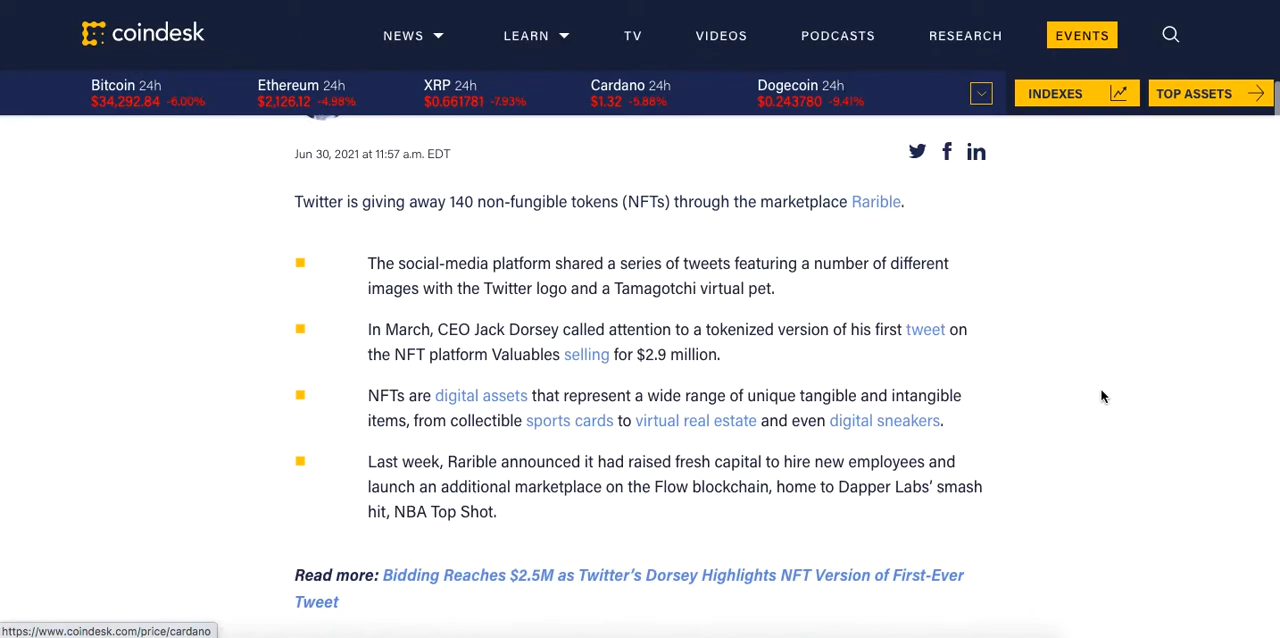 coindesk
NEWS LEARN TV VIDEOS PODCASTS RESEARCH EVENTS
Bitcoin 24h Ethereum 24h XRP 24h Cardano 24h Dogecoin 24h
$34,292.84 -6.00% $2,126.12 -4.98% $0.661781 -7.93% $1.32 -5.88% $0.243780 -9.41%
INDEXES TOP ASSETS
Jun 30, 2021 at 11:57 a.m. EDT
Twitter is giving away 140 non-fungible tokens (NFTs) through the marketplace Rarible.
The social-media platform shared a series of tweets featuring a number of different
images with the Twitter logo and a Tamagotchi virtual pet.
In March, CEO Jack Dorsey called attention to a tokenized version of his first tweet on
the NFT platform Valuables selling for $2.9 million.
NFTs are digital assets that represent a wide range of unique tangible and intangible
items, from collectible sports cards to virtual real estate and even digital sneakers.
Last week, Rarible announced it had raised fresh capital to hire new employees and
launch an additional marketplace on the Flow blockchain, home to Dapper Labs’ smash
hit, NBA Top Shot.
Read more: Bidding Reaches $2.5M as Twitter’s Dorsey Highlights NFT Version of First-Ever
Tweet
https://www.coindesk.com/price/cardano